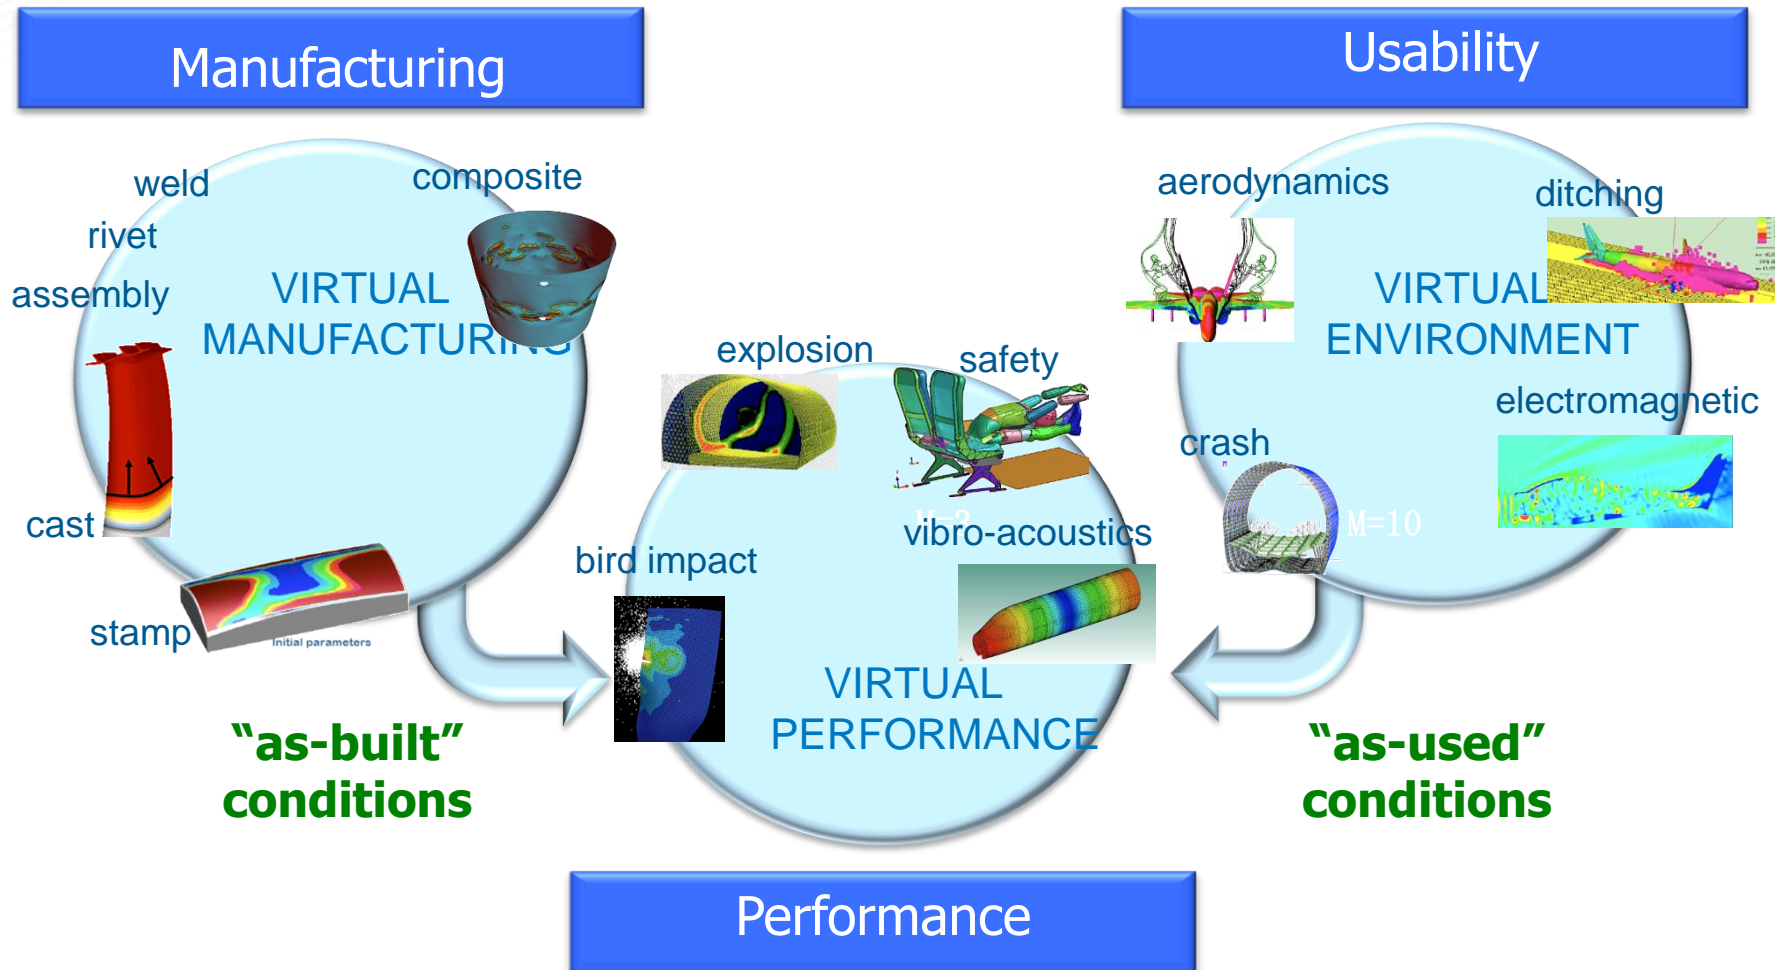 Manufacturing
Usability
weld
composite
rivet
assembly
VIRTUAL
MANUFACTURING
cast
stamp
Initial parameters
aerodynamics
ditching
VIRTUAL
ENVIRONMENT
electromagnetic
crash
M=10
explosion
safety
M=3
vibro-acoustics
bird impact
VIRTUAL
PERFORMANCE
“as-built”
conditions
“as-used”
conditions
Performance